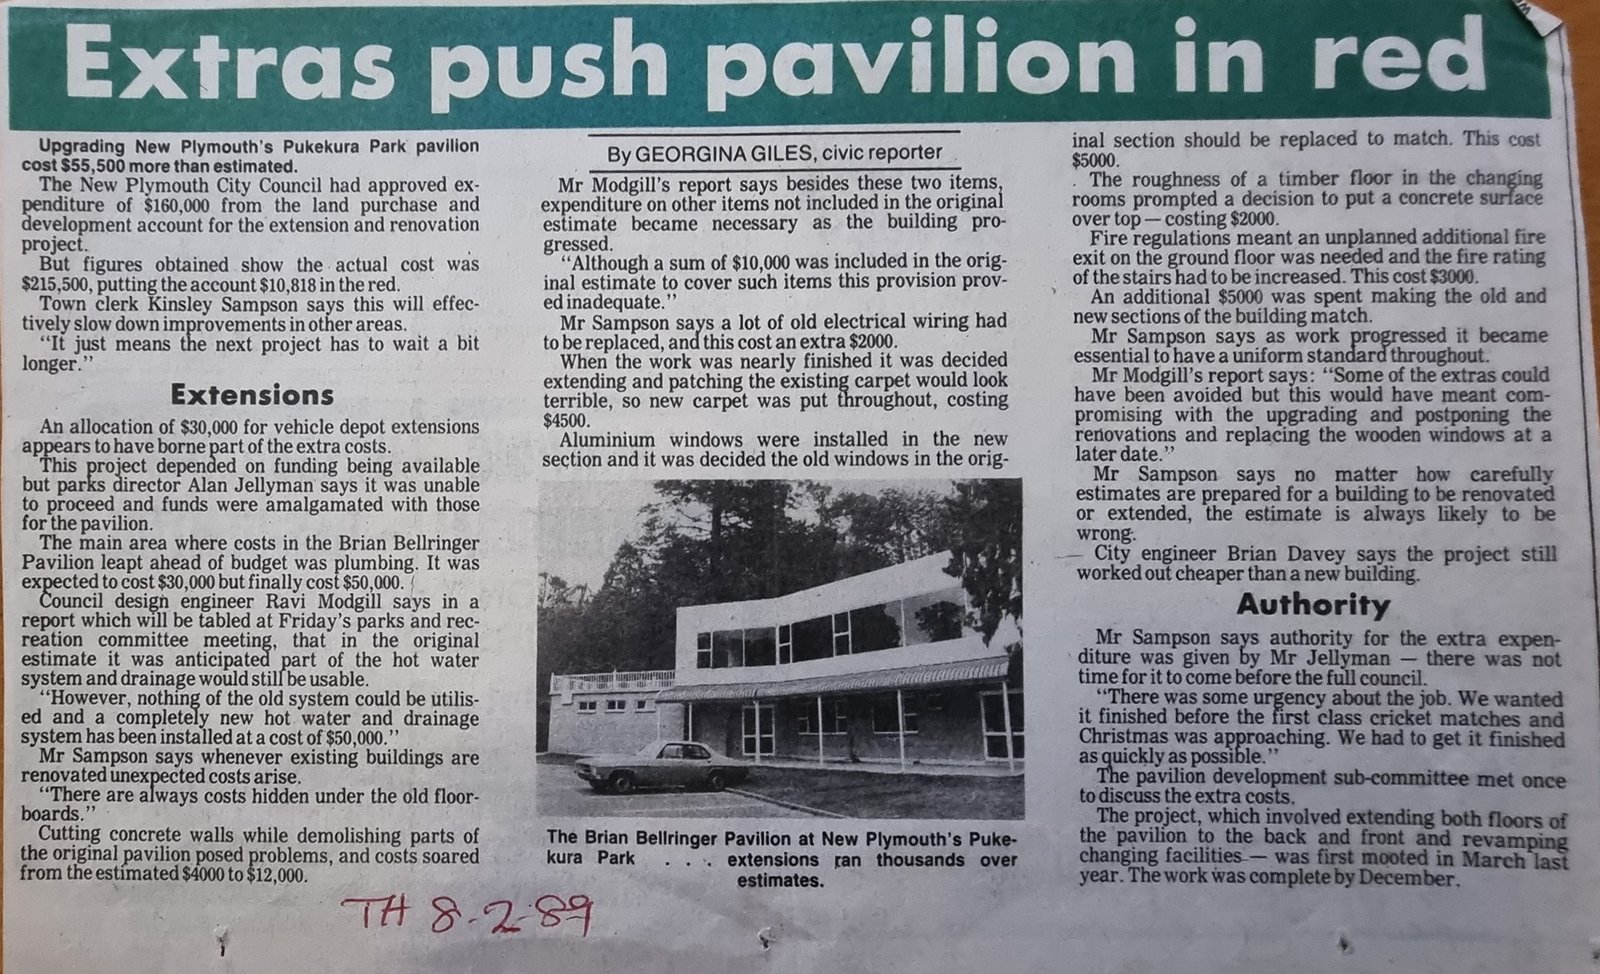 Extras push pavilion in red
Upgrading New Plymouth's Pukekura Park pavilion
cost $55,500 more than estimated.
The New Plymouth City Council had approved ex-
penditure of $160,000 from the land purchase and
development account for the extension and renovation
project.
But figures obtained show the actual cost was
$215,500, putting the account $10,818 in the red.
Town clerk Kinsley Sampson says this will effec-
tively slow down improvements in other areas.
“It just means the next project has to wait a bit
longer.”
Extensions
An allocation of $30,000 for vehicle depot extensions
appears to have borne part of the extra costs.
This project depended on funding being available
but parks director Alan Jellyman says it was unable
to proceed and funds were amalgamated with those
for the pavilion.
The main area where costs in the Brian Bellringer
Pavilion leapt ahead of budget was plumbing. It was
expected to cost $30,000 but finally cost $50,000.
Council design engineer Ravi Modgill says in a
report which will be tabled at Friday's parks and rec-
reation committee meeting, that in the original
estimate it was anticipated part of the hot water
system and drainage would still be usable.
“However, nothing of the old system could be utilis-
ed and a completely new hot water and drainage
system has been installed at a cost of $50,000.”
Mr Sampson says whenever existing buildings are
renovated unexpected costs arise.
“There are always costs hidden under the old floor-
boards.”
Cutting concrete walls while demolishing parts of
the original pavilion posed problems, and costs soared
from the estimated $4000 to $12,000.
By GEORGINA GILES, civic reporter
Mr Modgill's report says besides these two items,
expenditure on other items not included in the original
estimate became necessary as the building pro-
gressed.
“Although a sum of $10,000 was included in the orig-
inal estimate to cover such items this provision prov-
ed inadequate.”
Mr Sampson says a lot of old electrical wiring had
to be replaced, and this cost an extra $2000.
When the work was nearly finished it was decided
extending and patching the existing carpet would look
terrible, so new carpet was put throughout, costing
$4500.
Aluminium windows were installed in the new
section and it was decided the old windows in the orig-
The Brian Bellringer Pavilion at New Plymouth's Puke-
kura Park . . . extensions ran thousands over
estimates.
inal section should be replaced to match. This cost
$5000.
The roughness of a timber floor in the changing
rooms prompted a decision to put a concrete surface
over top — costing $2000.
Fire regulations meant an unplanned additional fire
exit on the ground floor was needed and the fire rating
of the stairs had to be increased. This cost $3000.
An additional $5000 was spent making the old and
new sections of the building match.
Mr Sampson says as work progressed it became
essential to have a uniform standard throughout.
Mr Modgill's report says: “Some of the extras could
have been avoided but this would have meant com-
promising with the upgrading and postponing the
renovations and replacing the wooden windows at a
later date.”
Mr Sampson says no matter how carefully
estimates are prepared for a building to be renovated
or extended, the estimate is always likely to be
wrong.
City engineer Brian Davey says the project still
worked out cheaper than a new building.
Authority
Mr Sampson says authority for the extra expen-
diture was given by Mr Jellyman — there was not
time for it to come before the full council.
“There was some urgency about the job. We wanted
it finished before the first class cricket matches and
Christmas was approaching. We had to get it finished
as quickly as possible.”
The pavilion development sub-committee met once
to discuss the extra costs.
The project, which involved extending both floors of
the pavilion to the back and front and revamping
changing facilities — was first mooted in March last
year. The work was complete by December.
TH 8-2-89